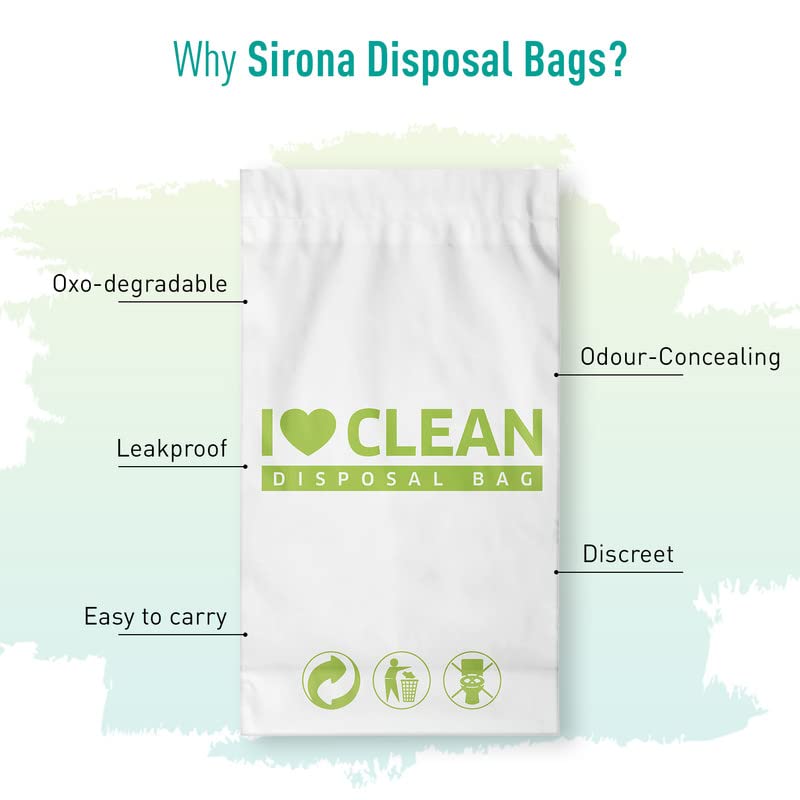 Why Sirona Disposal Bags?
Oxo-degradable
Odour-Concealing
I♥CLEAN
DISPOSAL BAG
Leakproof
Discreet
Easy to carry